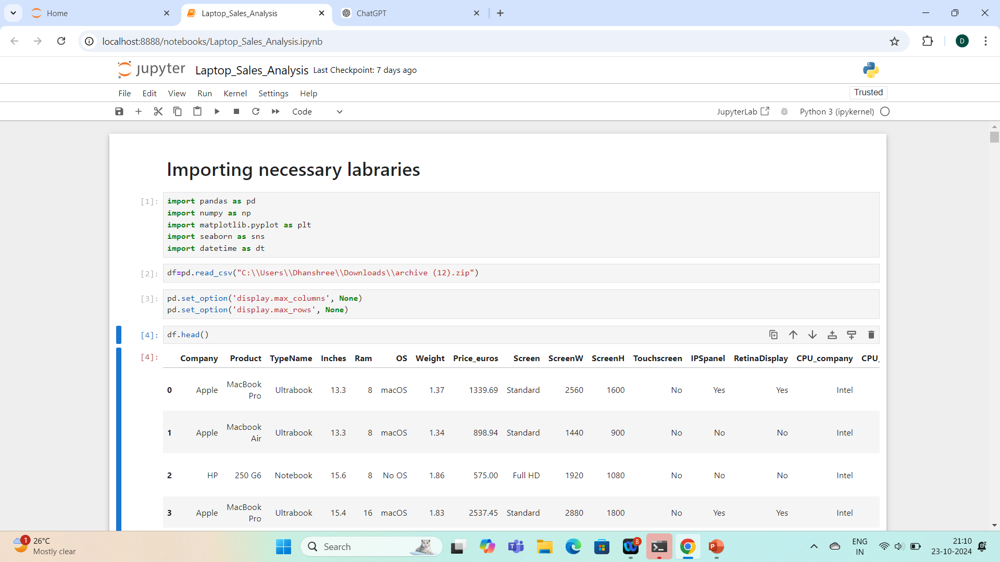 Home
Laptop_Sales_Analysis
ChatGPT
localhost:8888/notebooks/Laptop_Sales_Analysis.ipynb
D
jupyter Laptop_Sales_Analysis Last Checkpoint: 7 days ago
File Edit View Run Kernel Settings Help
Trusted
Code
JupyterLab
Python 3 (ipykernel)
Importing necessary labraries
[1]:
import pandas as pd
import numpy as np
import matplotlib.pyplot as plt
import seaborn as sns
import datetime as dt
[2]: df=pd.read_csv("C:\\Users\\Dhanshree\\Downloads\\archive (12).zip")
[3]: pd.set_option('display.max_columns', None)
pd.set_option('display.max_rows', None)
[4]: df.head()
[4]: Company Product TypeName Inches Ram OS Weight Price_euros Screen ScreenW ScreenH Touchscreen IPSpanel RetinaDisplay CPU_company CPU_
0 Apple MacBook Pro Ultrabook 13.3 8 macOS 1.37 1339.69 Standard 2560 1600 No Yes Yes Intel
1 Apple Macbook Air Ultrabook 13.3 8 macOS 1.34 898.94 Standard 1440 900 No No No Intel
2 HP 250 G6 Notebook 15.6 8 No OS 1.86 575.00 Full HD 1920 1080 No No No Intel
3 Apple MacBook Pro Ultrabook 15.4 16 macOS 1.83 2537.45 Standard 2880 1800 No Yes Yes Intel
1
26°C
Mostly clear
Search
8
ENG
IN
21:10
23-10-2024